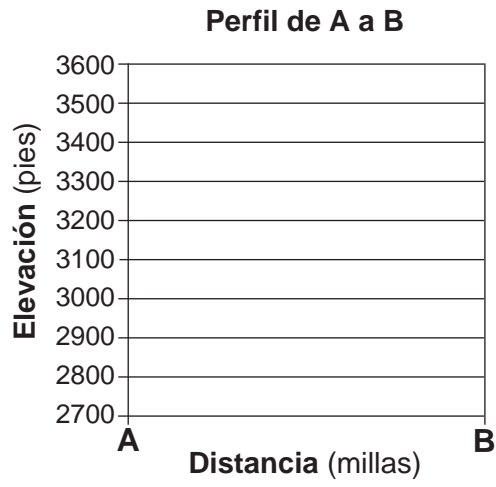 Perfil de A a B
3600
3500
3400
3300
3200
3100
3000
2900
2800
2700
Elevación (pies)
A
B
Distancia (millas)